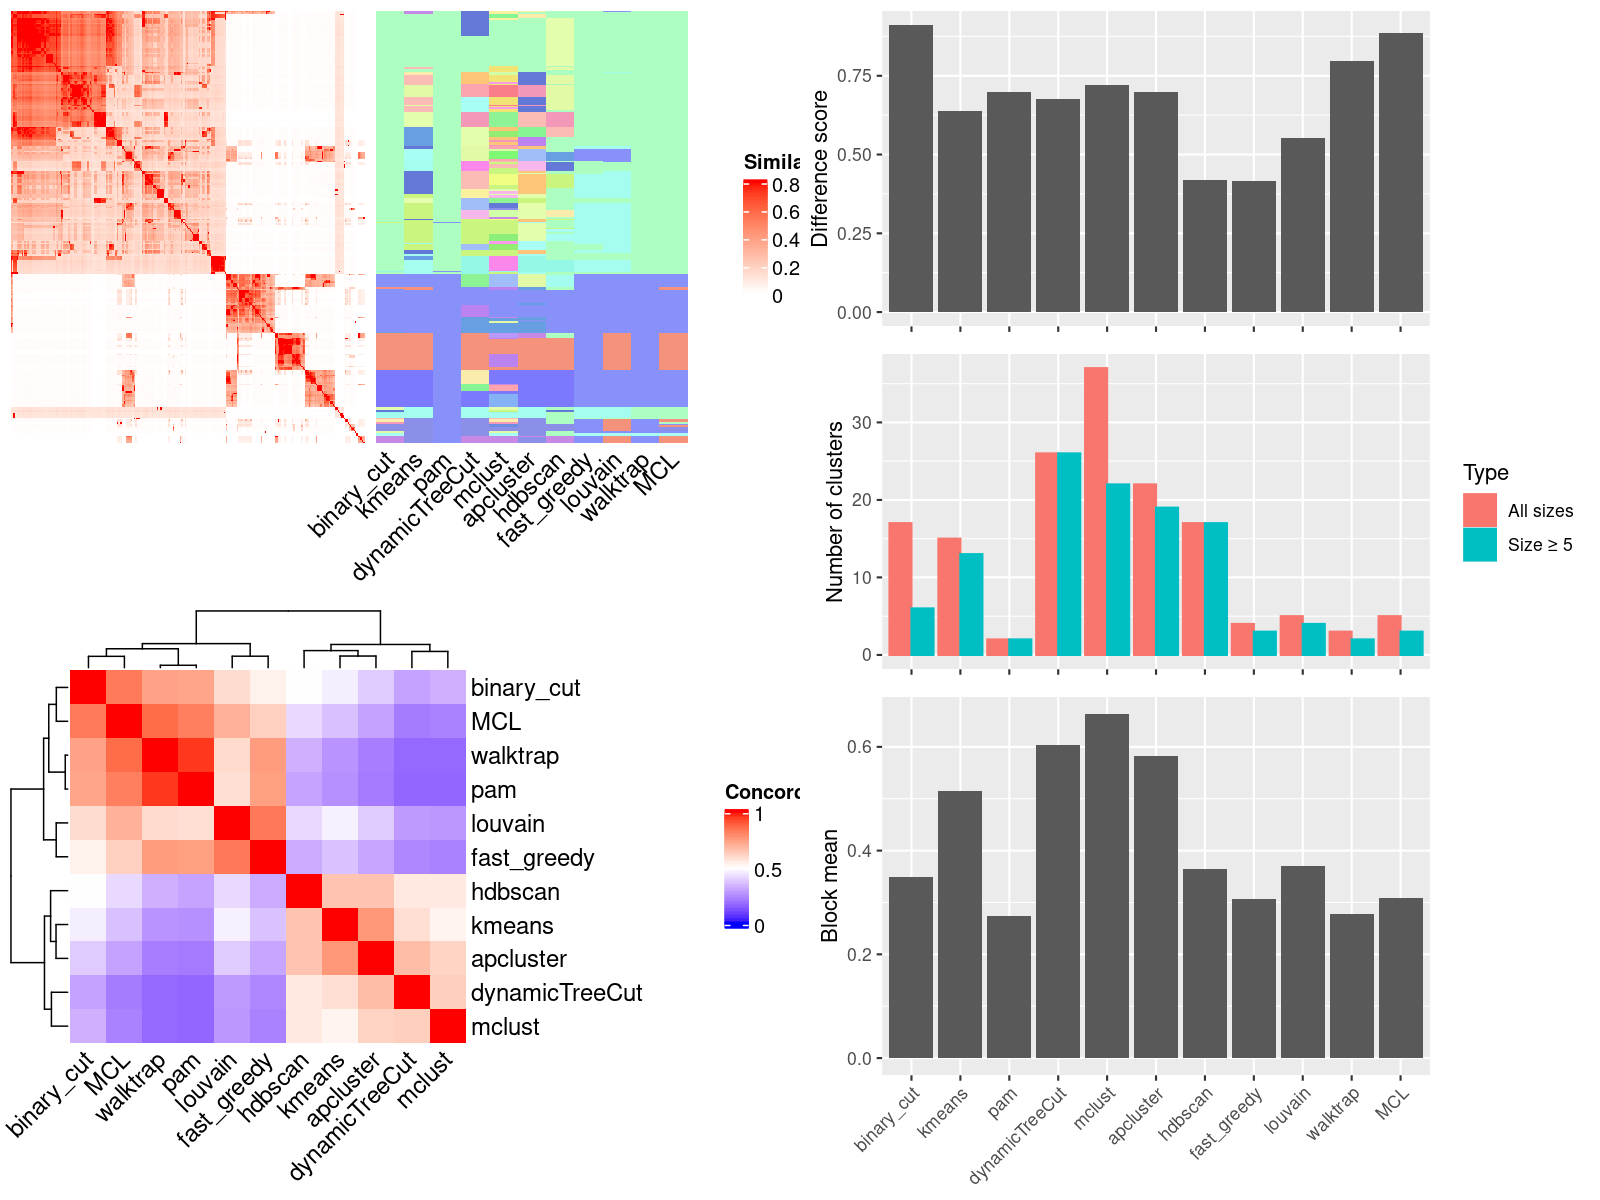 Simila
0.8
0.6
0.4
0.2
0
binary_cut
kmeans
pam
dynamicTreeCut
mclust
apcluster
hdbscan
fast_greedy
louvain
walktrap
MCL
binary_cut
MCL
walktrap
pam
louvain
fast_greedy
hdbscan
kmeans
apcluster
dynamicTreeCut
mclust
binary_cut
MCL
walktrap
pam
louvain
fast_greedy
hdbscan
kmeans
apcluster
dynamicTreeCut
mclust
Concord
1
0.5
0
Difference score
0.75
0.50
0.25
0.00
Number of clusters
30
20
10
0
Type
All sizes
Size ≥ 5
Block mean
0.6
0.4
0.2
0.0
binary_cut
kmeans
pam
dynamicTreeCut
mclust
apcluster
hdbscan
fast_greedy
louvain
walktrap
MCL